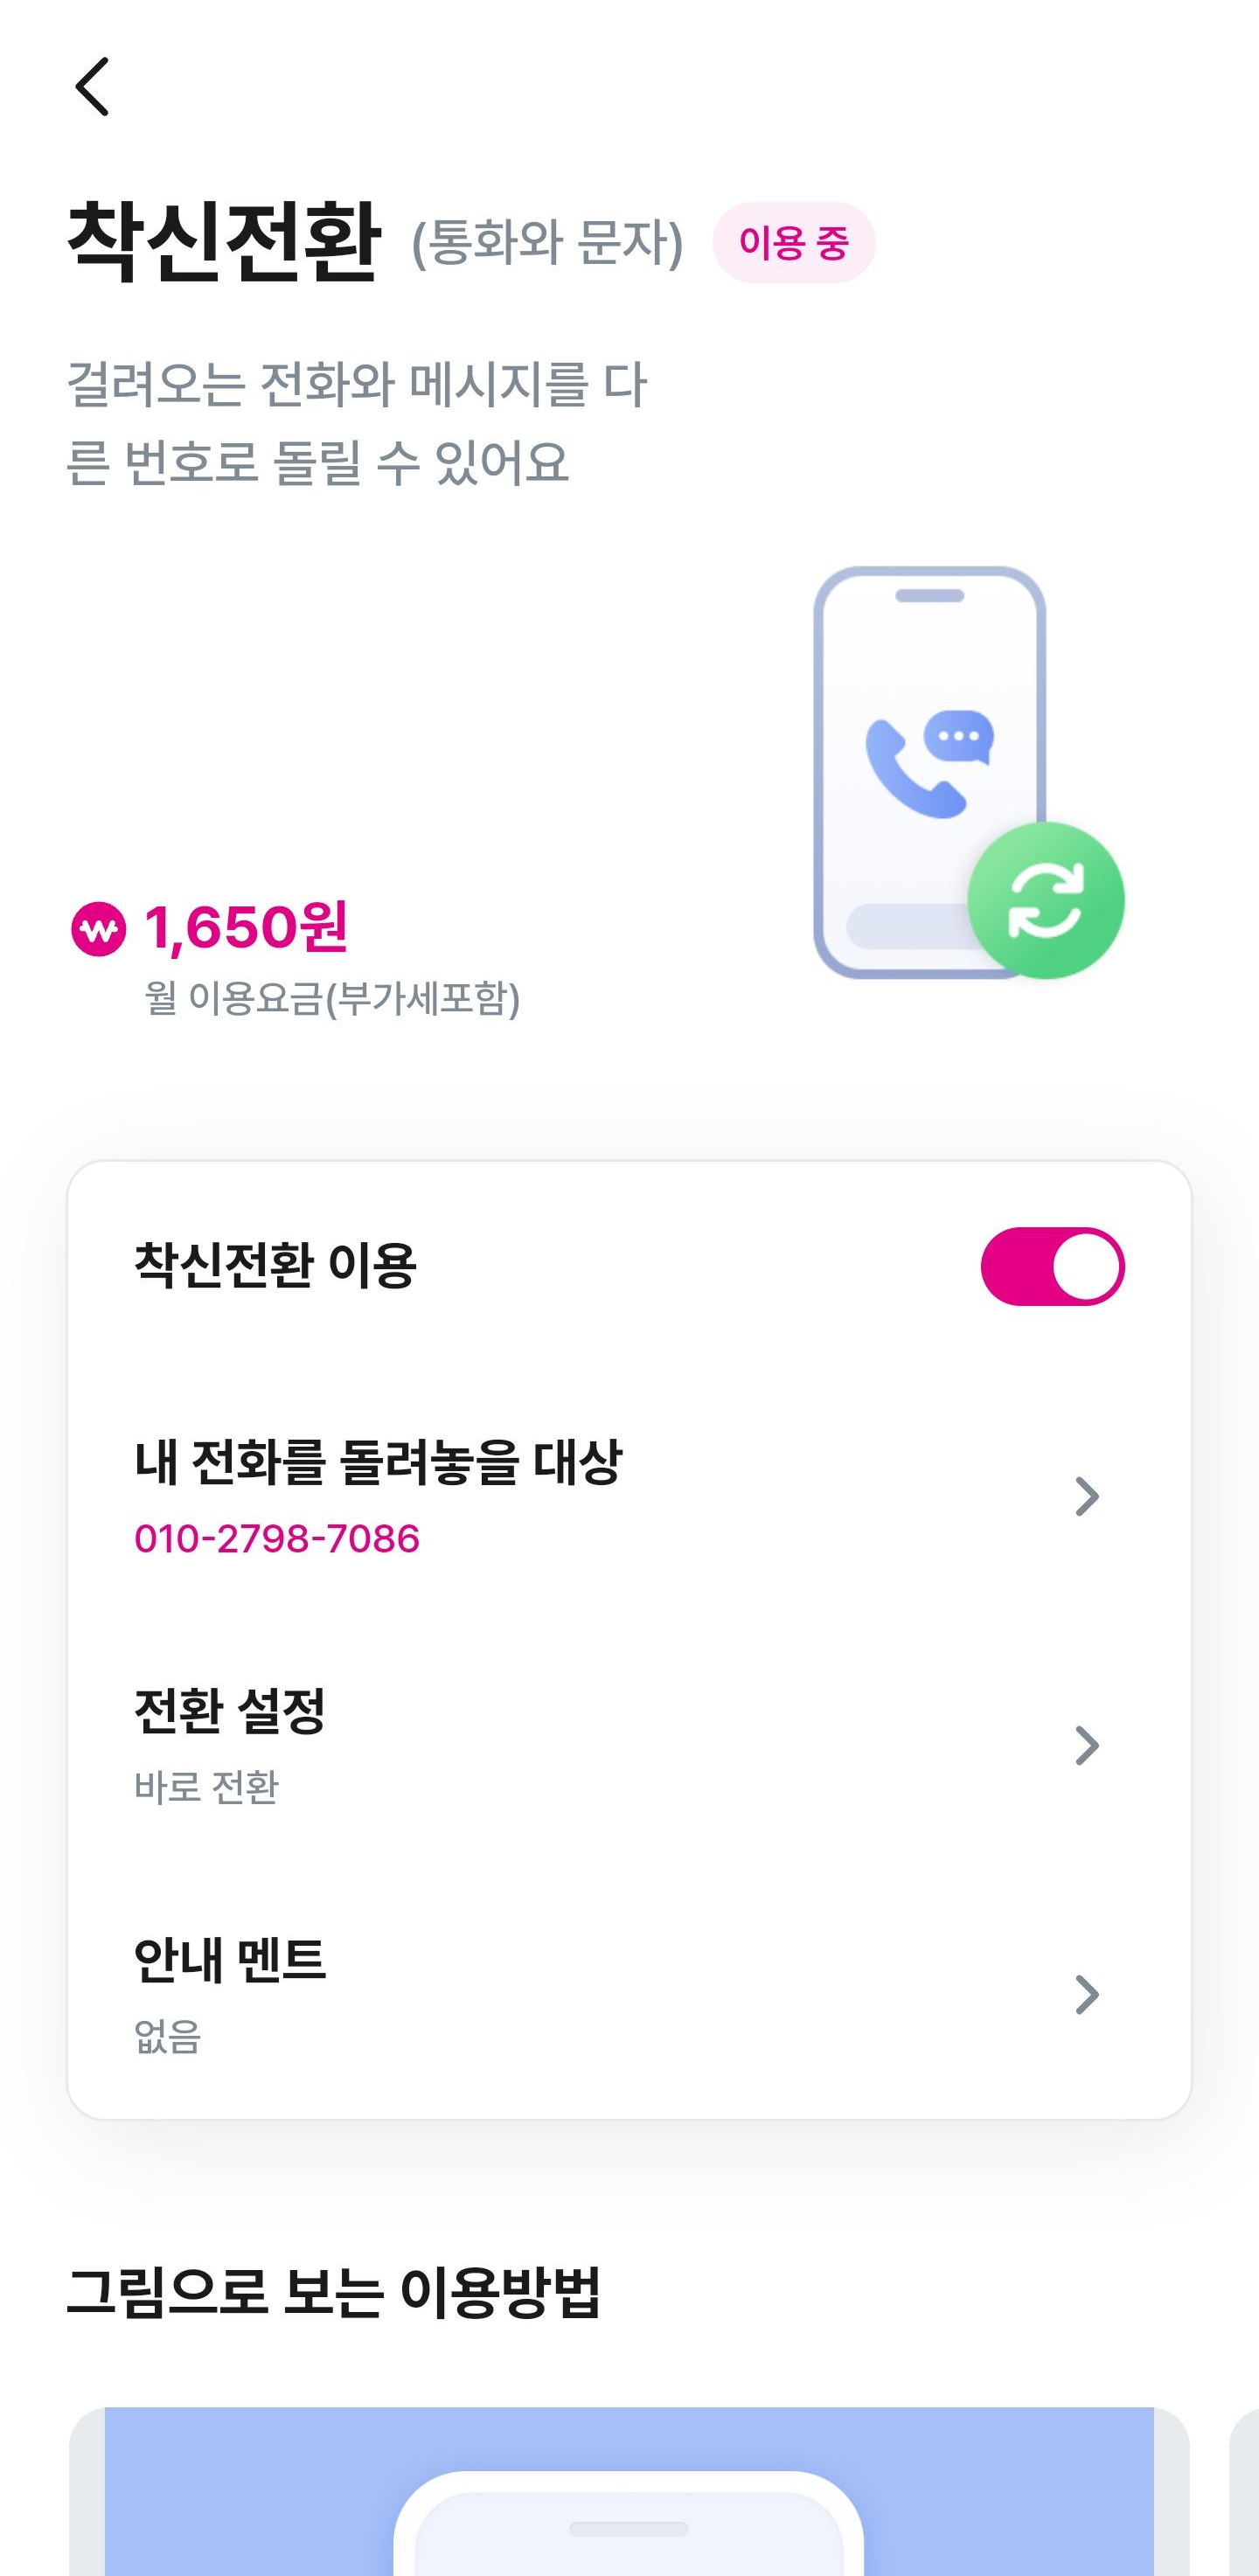 착신전환 (통화와 문자) 이용 중
걸려오는 전화와 메시지를 다
른 번호로 돌릴 수 있어요
1,650원
월 이용요금(부가세포함)
착신전환 이용
내 전화를 돌려놓을 대상
010-2798-7086
전환 설정
바로 전환
안내 멘트
없음
그림으로 보는 이용방법